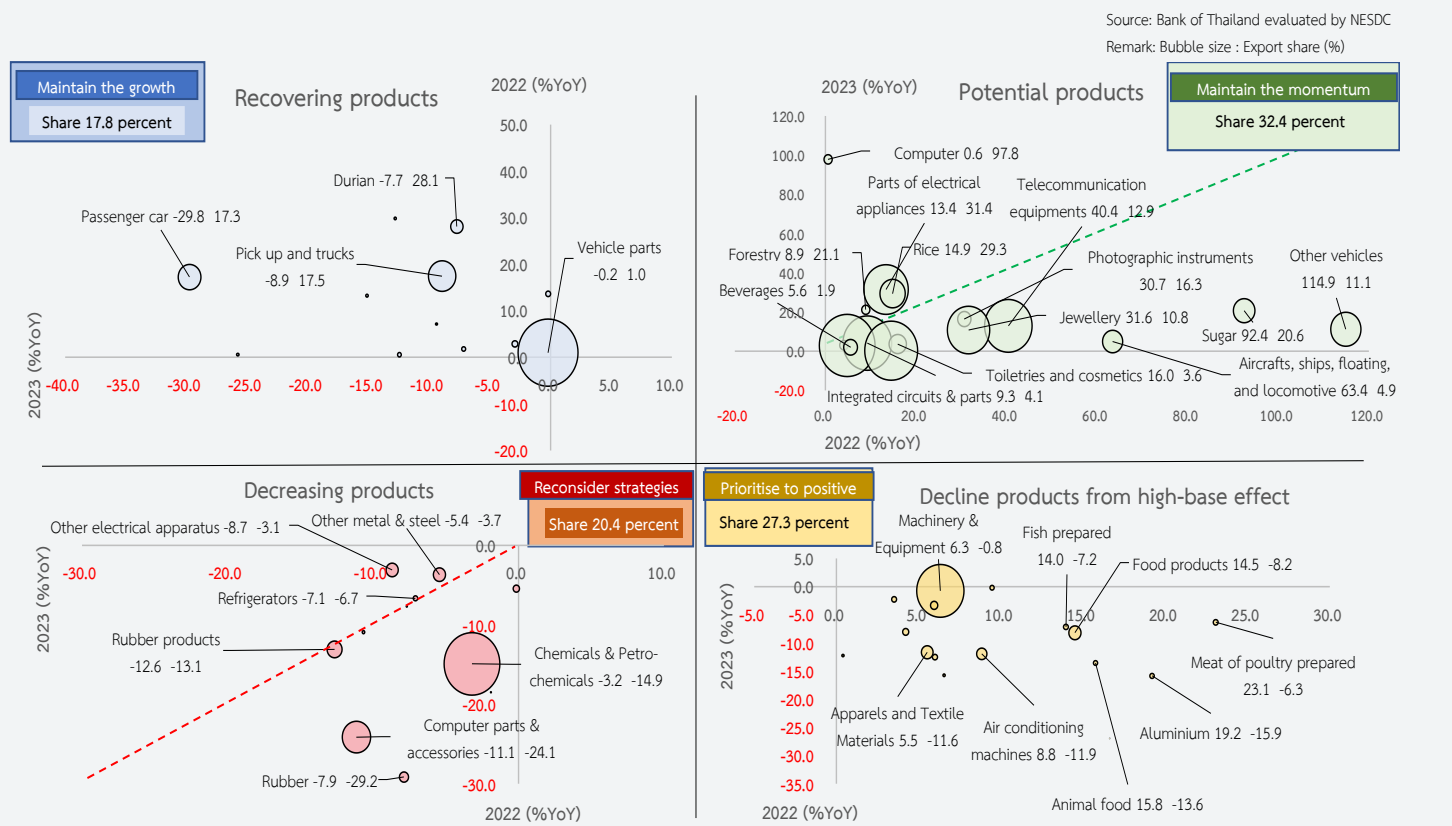 Source: Bank of Thailand evaluated by NESDC
Remark: Bubble size : Export share (%)
Maintain the growth
Share 17.8 percent
Recovering products
2022 (%YoY)
50.0
40.0
30.0
20.0
10.0
0.0
-10.0
-20.0
Durian -7.7 28.1
Passenger car -29.8 17.3
Pick up and trucks
-8.9 17.5
Vehicle parts
-0.2 1.0
2023 (%YoY)
-40.0 -35.0 -30.0 -25.0 -20.0 -15.0 -10.0 -5.0 0.0 5.0 10.0
2023 (%YoY)
Potential products
Maintain the momentum
Share 32.4 percent
120.0
100.0
80.0
60.0
40.0
20.0
0.0
-20.0
Computer 0.6 97.8
Parts of electrical
appliances 13.4 31.4
Telecommunication
equipments 40.4 12.9
Forestry 8.9 21.1
Rice 14.9 29.3
Beverages 5.6 1.9
Photographic instruments
30.7 16.3
Other vehicles
114.9 11.1
Jewellery 31.6 10.8
Sugar 92.4 20.6
Toiletries and cosmetics 16.0 3.6
Aircrafts, ships, floating,
and locomotive 63.4 4.9
Integrated circuits & parts 9.3 4.1
-20.0 0.0 20.0 40.0 60.0 80.0 100.0 120.0
2022 (%YoY)
Decreasing products
Reconsider strategies
Share 20.4 percent
Other electrical apparatus -8.7 -3.1
Other metal & steel -5.4 -3.7
0.0
-30.0 -20.0 -10.0 0.0 10.0
2023 (%YoY)
Refrigerators -7.1 -6.7
-10.0
Rubber products
-12.6 -13.1
Chemicals & Petro-
chemicals -3.2 -14.9
-20.0
Computer parts &
accessories -11.1 -24.1
Rubber -7.9 -29.2
-30.0
2022 (%YoY)
Prioritise to positive
Share 27.3 percent
Decline products from high-base effect
Machinery &
Equipment 6.3 -0.8
Fish prepared
14.0 -7.2
Food products 14.5 -8.2
5.0
0.0
-5.0
-10.0
-15.0
-20.0
-25.0
-30.0
-35.0
-5.0 0.0 5.0 10.0 15.0 20.0 25.0 30.0
2023 (%YoY)
Meat of poultry prepared
23.1 -6.3
Apparels and Textile
Materials 5.5 -11.6
Air conditioning
machines 8.8 -11.9
Aluminium 19.2 -15.9
Animal food 15.8 -13.6
2022 (%YoY)